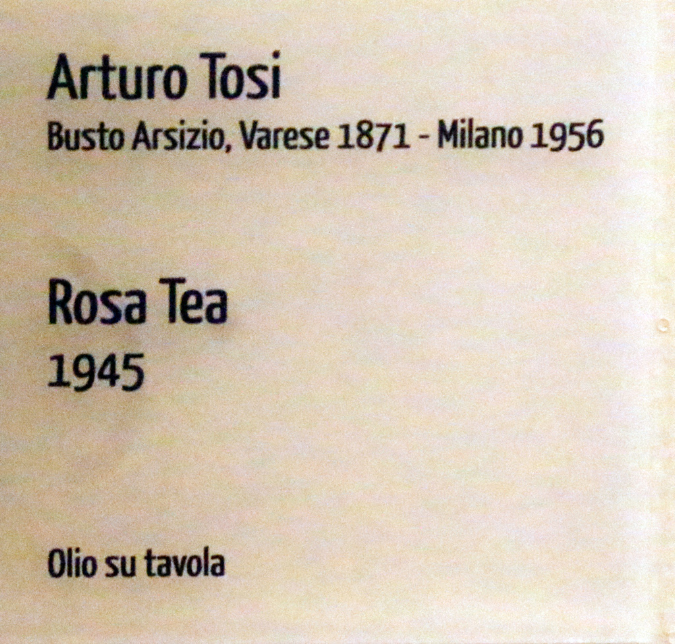 Arturo Tosi
Busto Arsizio, Varese 1871 - Milano 1956
Rosa Tea
1945
Olio su tavola